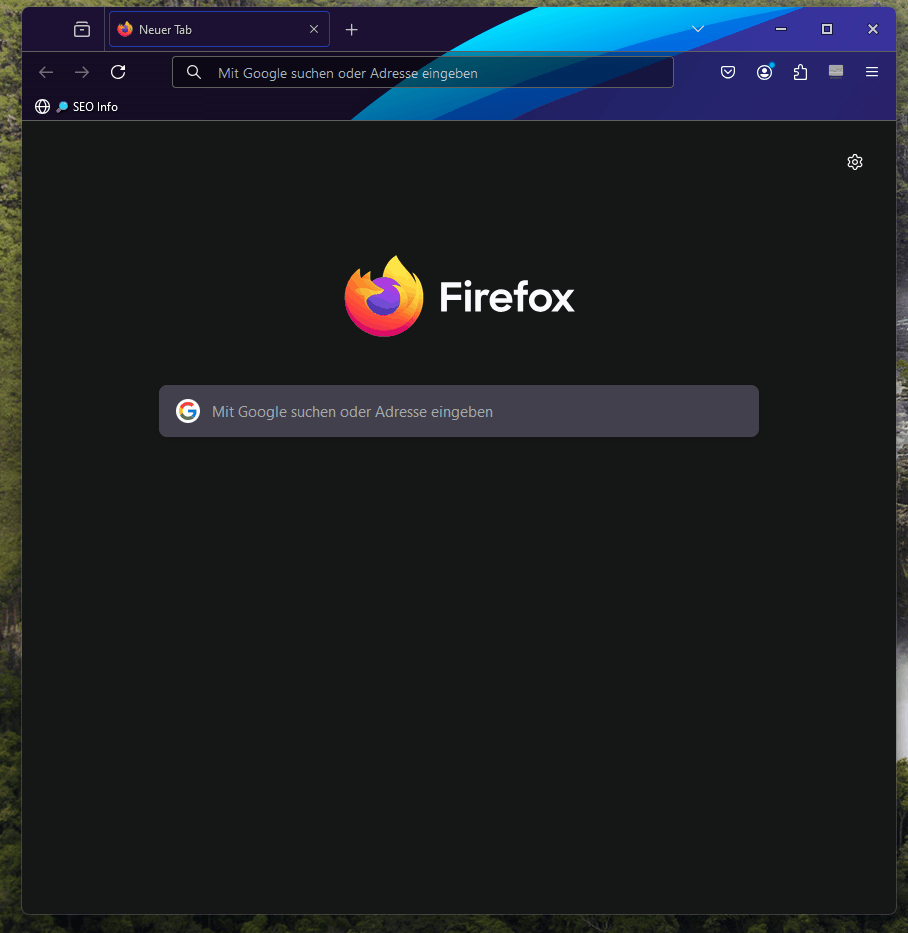 Neuer Tab
Mit Google suchen oder Adresse eingeben
SEO Info
Firefox
Mit Google suchen oder Adresse eingeben